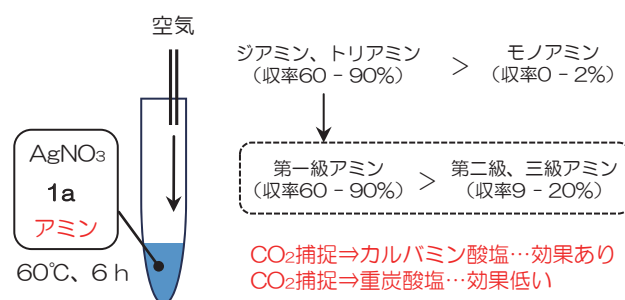 空気
AgNO₃
1a
アミン
60℃、6 h
ジアミン、トリアミン
（収率60 - 90%）
>
モノアミン
（収率0 - 2%）
第一級アミン
（収率60 - 90%）
>
第二級、三級アミン
（収率9 - 20%）
CO₂捕捉⇒カルバミン酸塩…効果あり
CO₂捕捉⇒重炭酸塩…効果低い